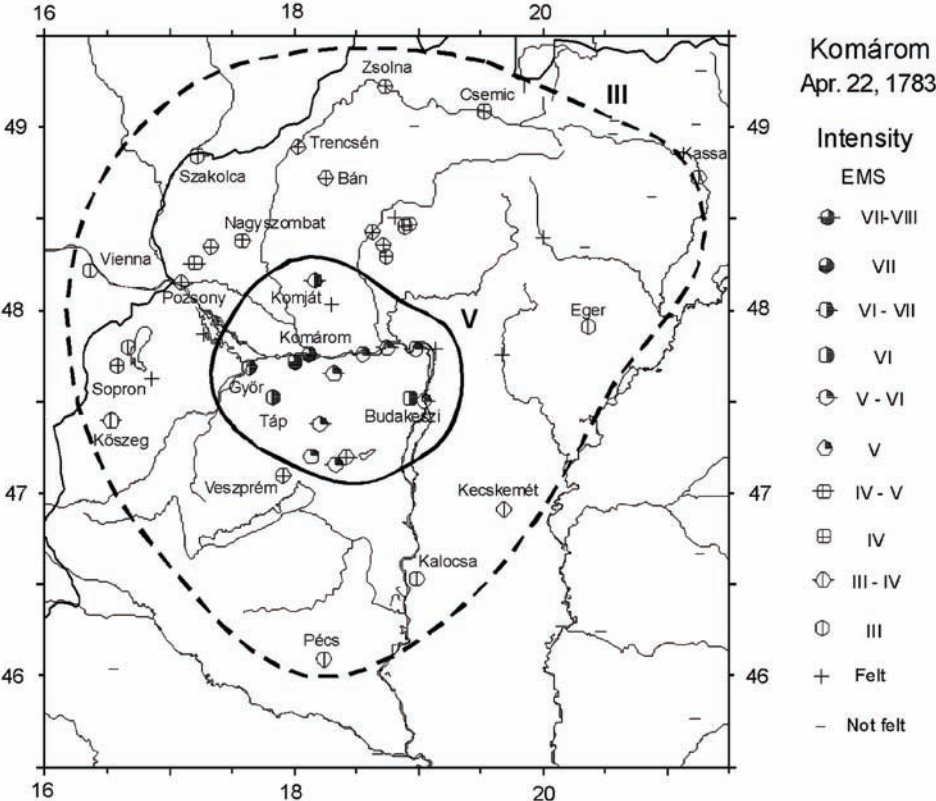 16
18
20
Komárom
Apr. 22, 1783
Intensity
EMS
VII-VIII
VII
VI - VII
VI
V - VI
V
IV - V
IV
III - IV
III
Felt
Not felt
Zsolna
III
Csemic
49
49
Trencsén
Kassa
Szakolca
Bán
Nagyszombat
Vienna
48
48
Pozsony
Komját
V
Eger
Komárom
Sopron
Győr
Táp
Budakeszi
Kőszeg
Veszprém
Kecskemét
47
47
Kalocsa
Pécs
46
46
16
18
20